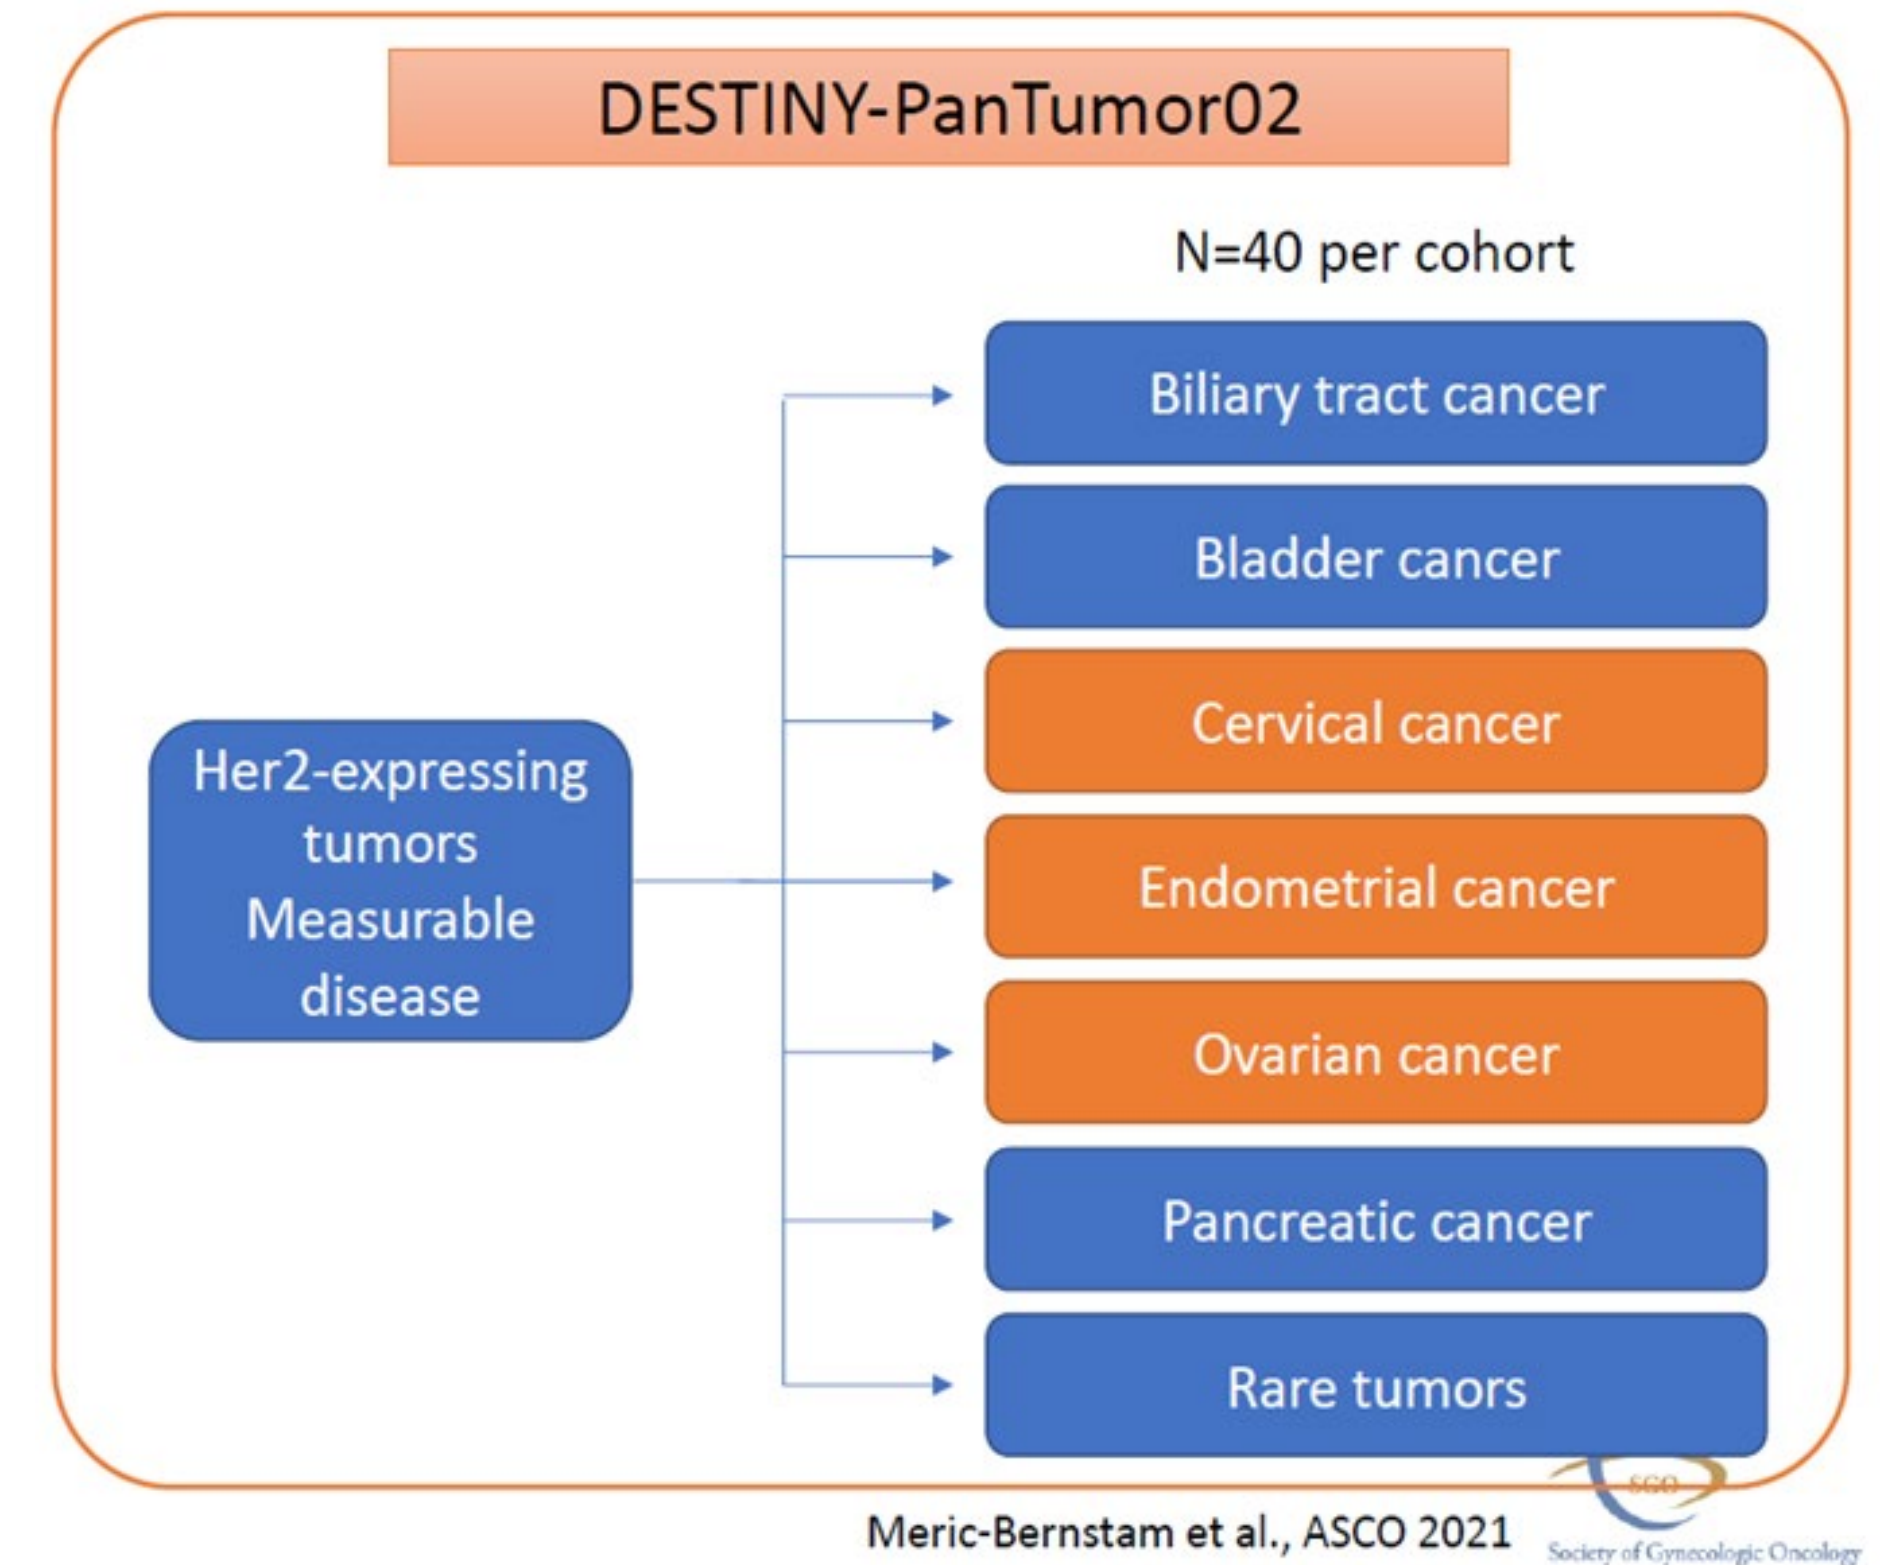 DESTINY-PanTumor02
N=40 per cohort
Her2-expressing
tumors
Measurable
disease
Biliary tract cancer
Bladder cancer
Cervical cancer
Endometrial cancer
Ovarian cancer
Pancreatic cancer
Rare tumors
Meric-Bernstam et al., ASCO 2021
SGO
Society of Gynecologic Oncology